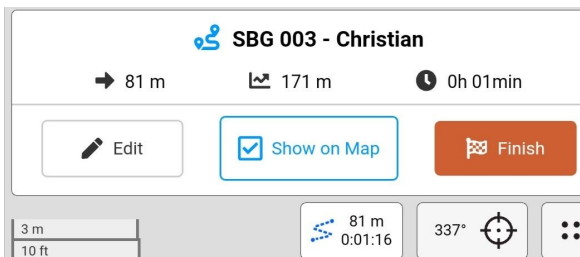 SBG 003 - Christian
81 m 171 m 0h 01min
Edit Show on Map Finish
81 m
0:01:16
337°
3 m
10 ft